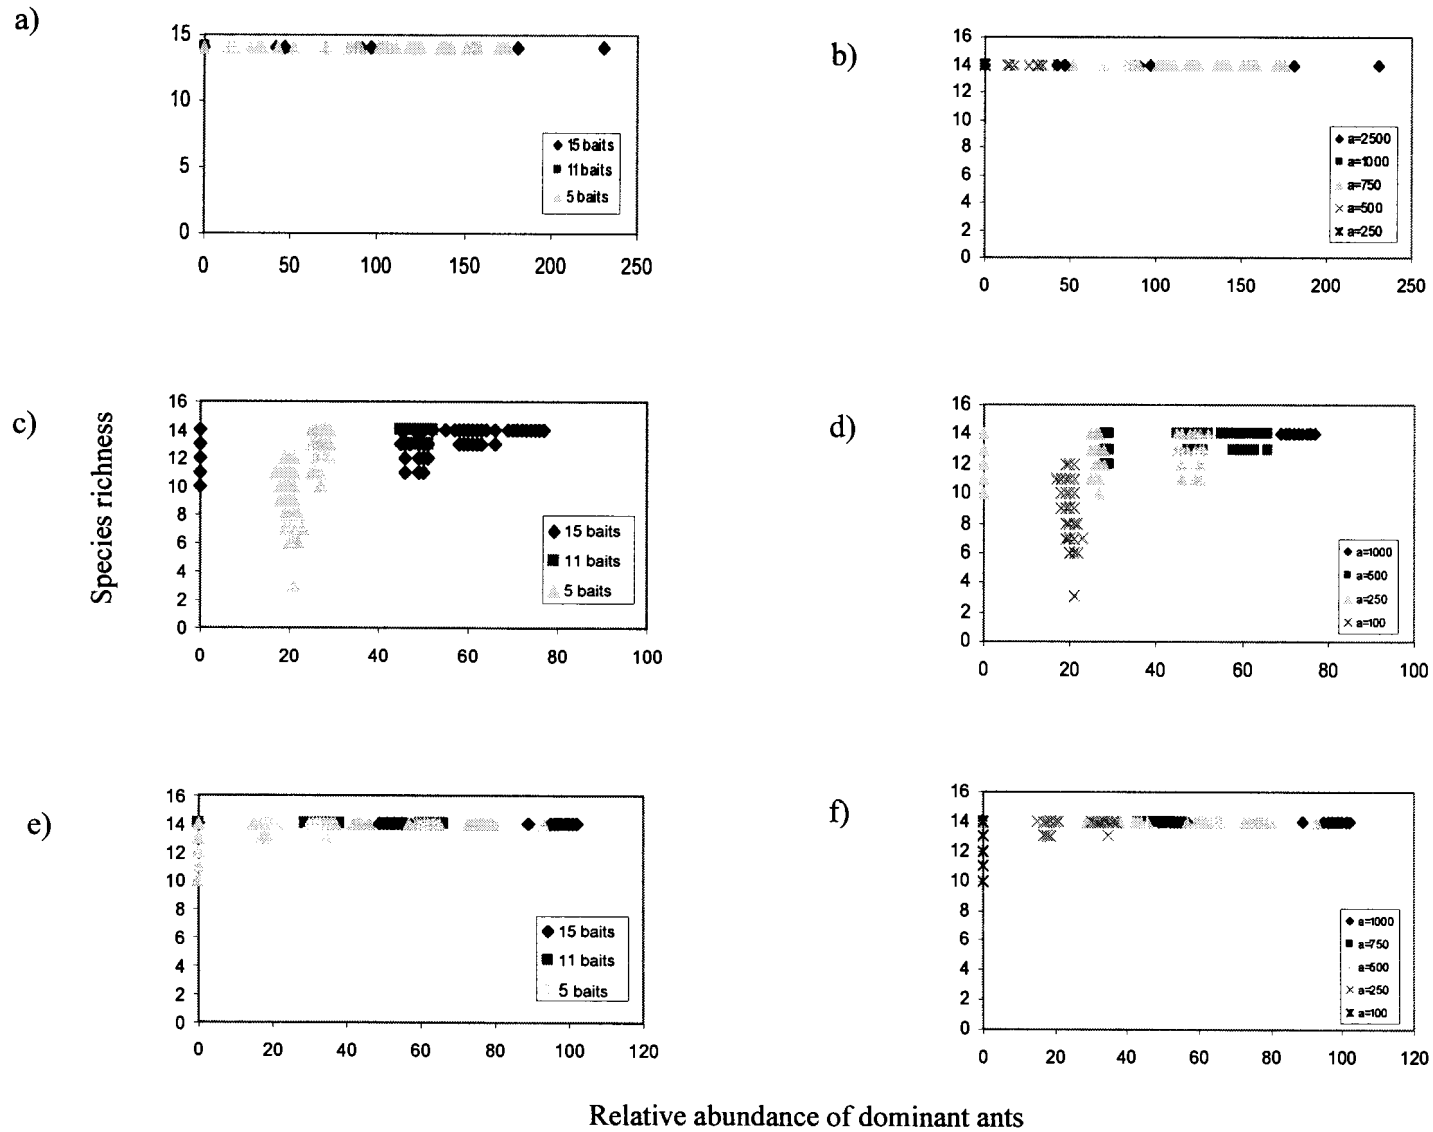 a)
15
10
5
0
0 50 100 150 200 250
15 baits
11 baits
5 baits
b)
16
14
12
10
8
6
4
2
0
0 50 100 150 200 250
a=2500
a=1000
a=750
a=500
a=250
Species richness
c)
16
14
12
10
8
6
4
2
0
0 20 40 60 80 100
15 baits
11 baits
5 baits
d)
16
14
12
10
8
6
4
2
0
0 20 40 60 80 100
a=1000
a=500
a=250
a=100
e)
16
14
12
10
8
6
4
2
0
0 20 40 60 80 100 120
15 baits
11 baits
5 baits
f)
16
14
12
10
8
6
4
2
0
0 20 40 60 80 100 120
a=1000
a=750
a=500
a=250
a=100
Relative abundance of dominant ants